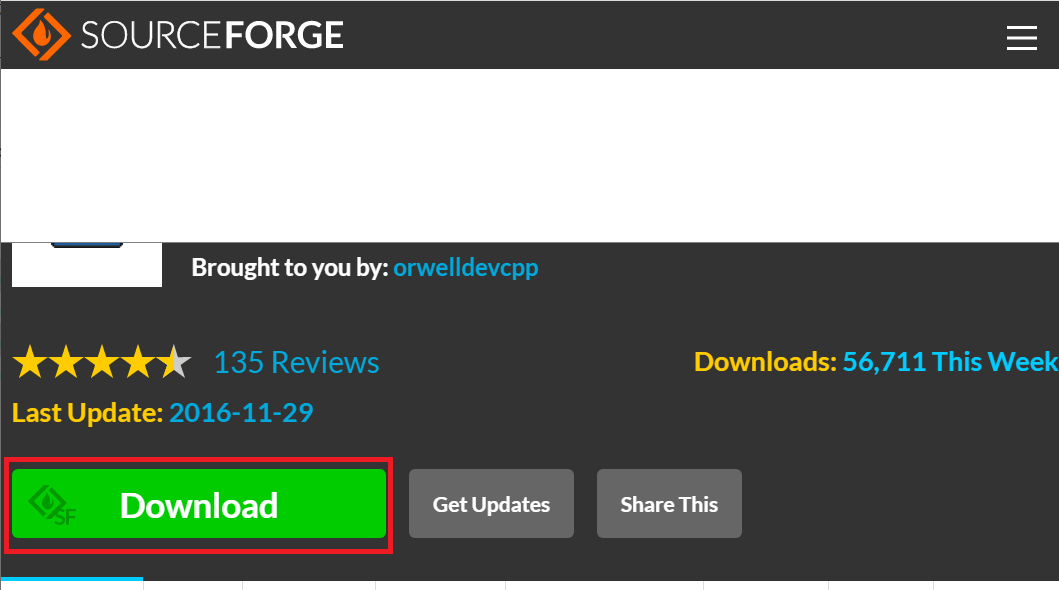 SOURCEFORGE
Brought to you by: orwelldevcpp
135 Reviews
Downloads: 56,711 This Week
Last Update: 2016-11-29
SF
Download
Get Updates
Share This